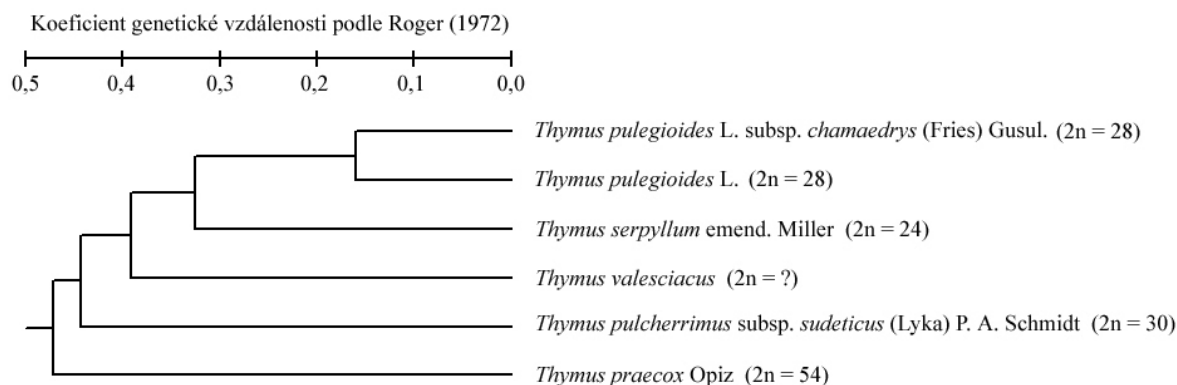 Koeficient genetické vzdálenosti podle Roger (1972)
0,5 0,4 0,3 0,2 0,1 0,0
Thymus pulegioides L. subsp. chamaedrys (Fries) Gusul. (2n = 28)
Thymus pulegioides L. (2n = 28)
Thymus serpyllum emend. Miller (2n = 24)
Thymus valesciacus (2n = ?)
Thymus pulcherrimus subsp. sudeticus (Lyka) P. A. Schmidt (2n = 30)
Thymus praecox Opiz (2n = 54)